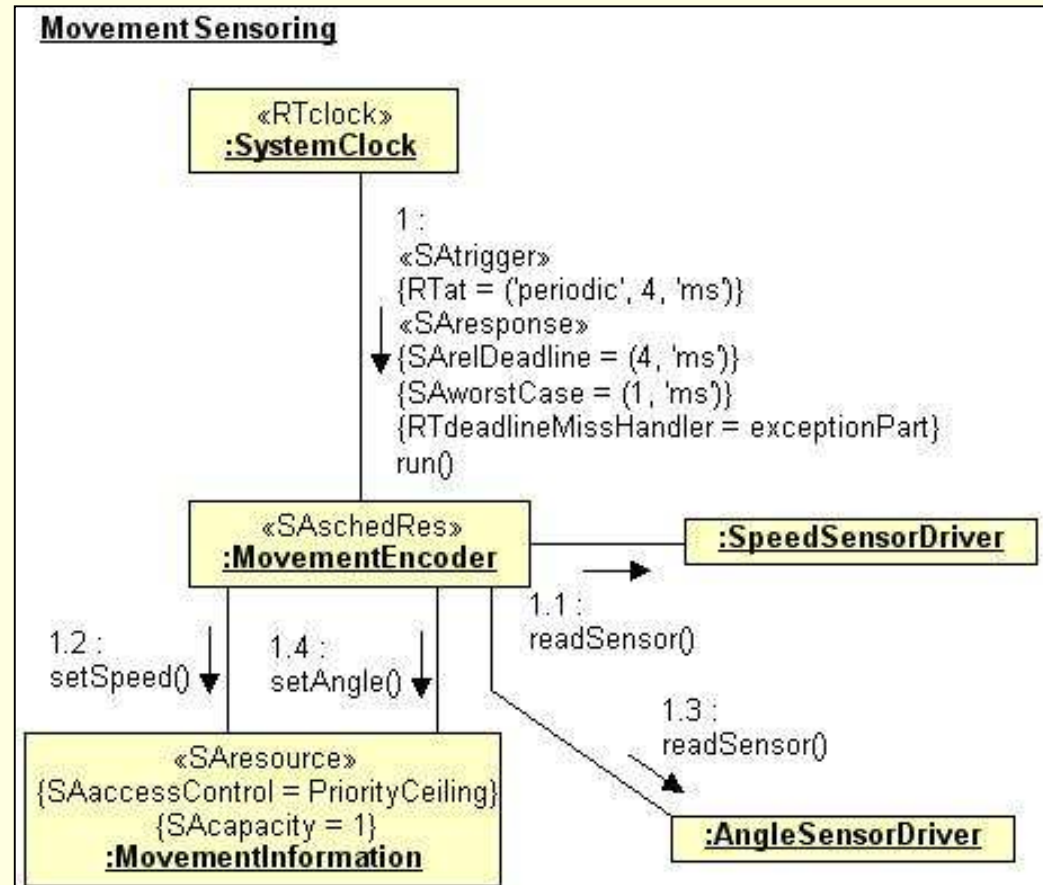 Movement Sensoring
«RTclock»
:SystemClock
1 :
«SAtrigger»
{RTat = ('periodic', 4, 'ms')}
«SAresponse»
{SArelDeadline = (4, 'ms')}
{SAworstCase = (1, 'ms')}
{RTdeadlineMissHandler = exceptionPart}
run()
«SAschedRes»
:MovementEncoder
:SpeedSensorDriver
1.1 :
readSensor()
1.2 :
setSpeed()
1.4 :
setAngle()
1.3 :
readSensor()
«SAresource»
{SAaccessControl = PriorityCeiling}
{SAcapacity = 1}
:MovementInformation
:AngleSensorDriver